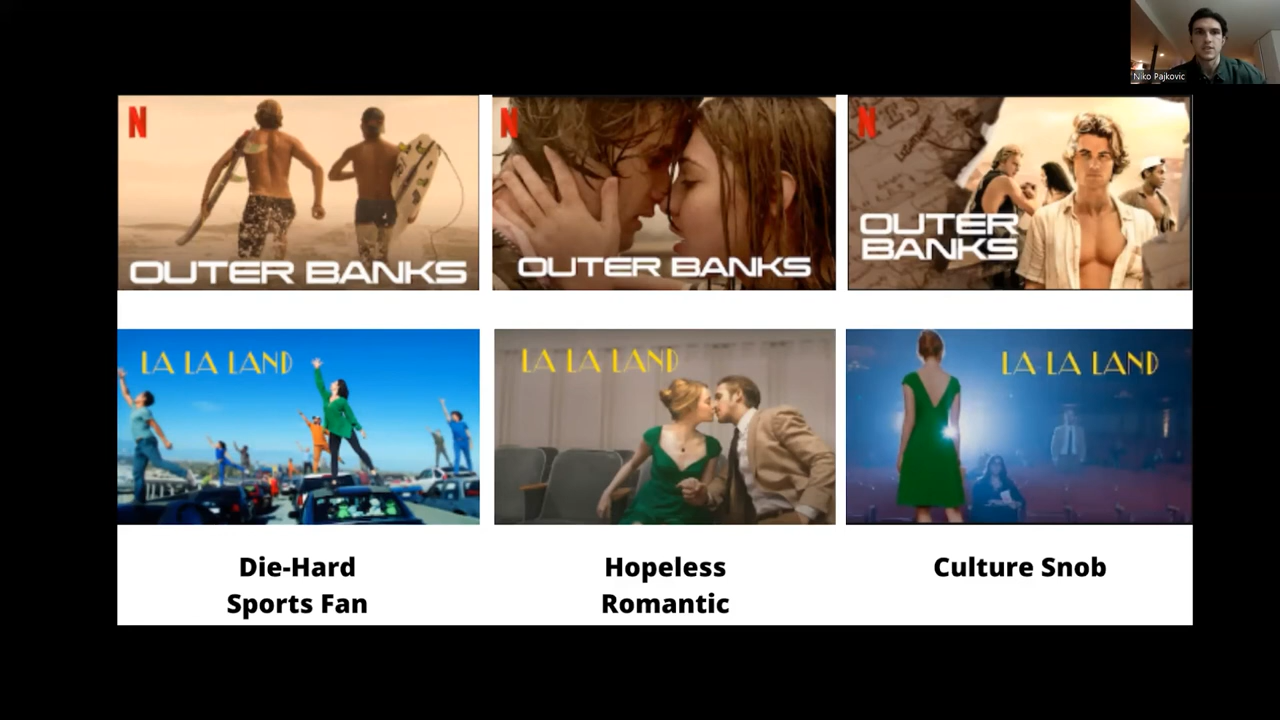 Niko Pajkovic
N
OUTER BANKS
N
OUTER BANKS
N
OUTER
BANKS
LA LA LAND
LA LA LAND
LA LA LAND
Die-Hard
Sports Fan
Hopeless
Romantic
Culture Snob